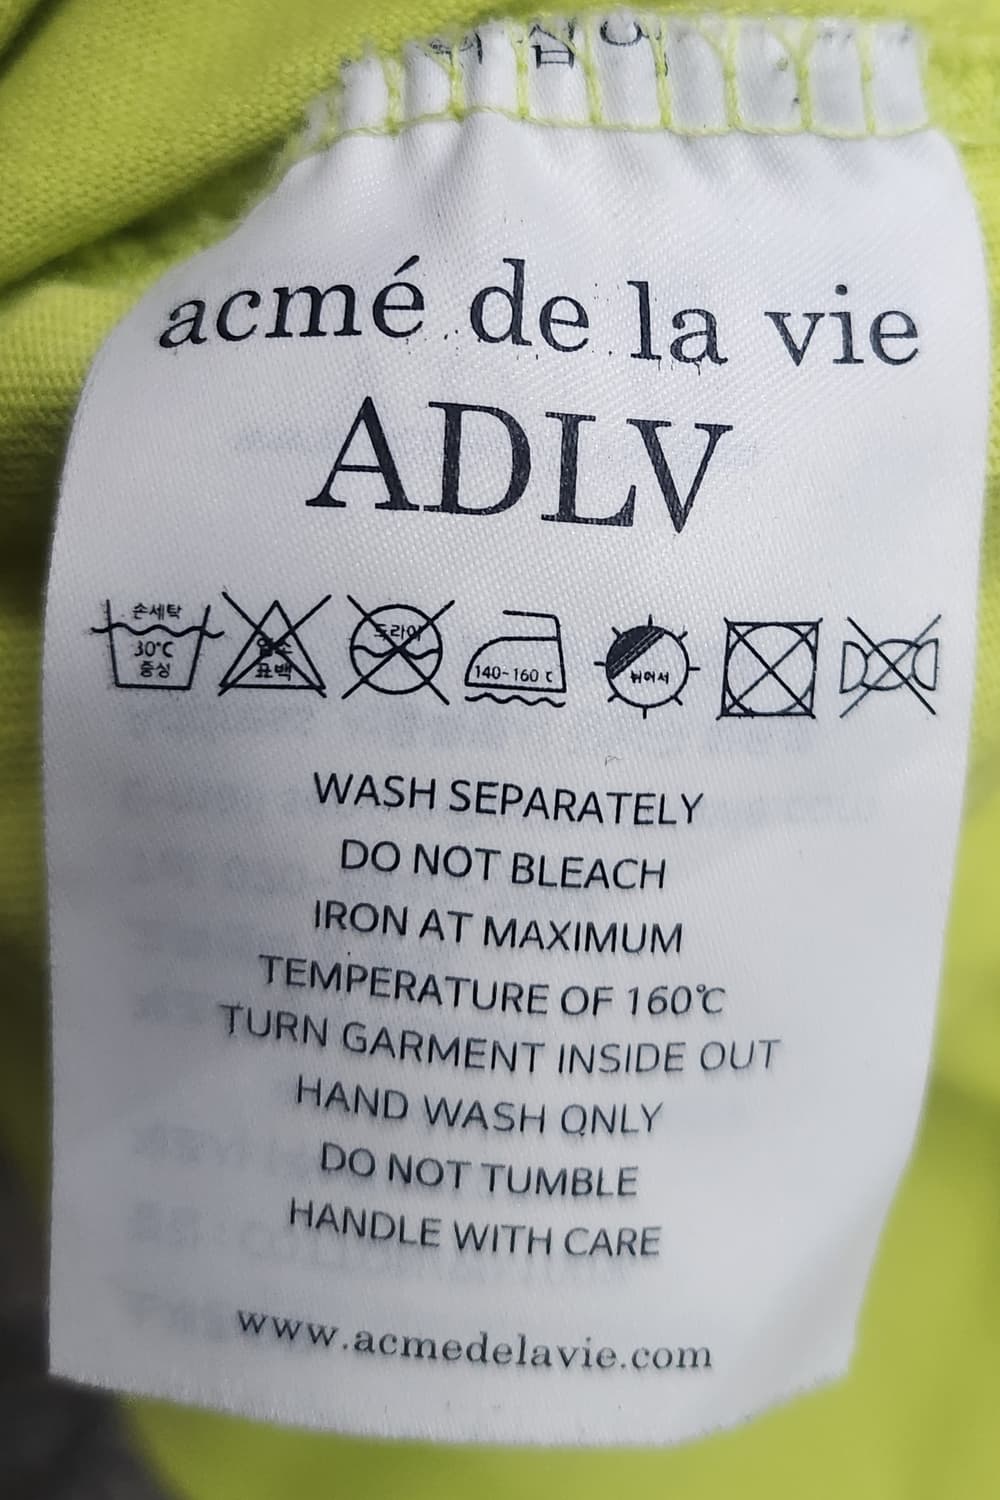 acmé de la vie
ADLV
손세탁
30°C
중성
염소
표백
드라이
140~160℃
뉘어서
WASH SEPARATELY
DO NOT BLEACH
IRON AT MAXIMUM
TEMPERATURE OF 160℃
TURN GARMENT INSIDE OUT
HAND WASH ONLY
DO NOT TUMBLE
HANDLE WITH CARE
www.acmedelavie.com